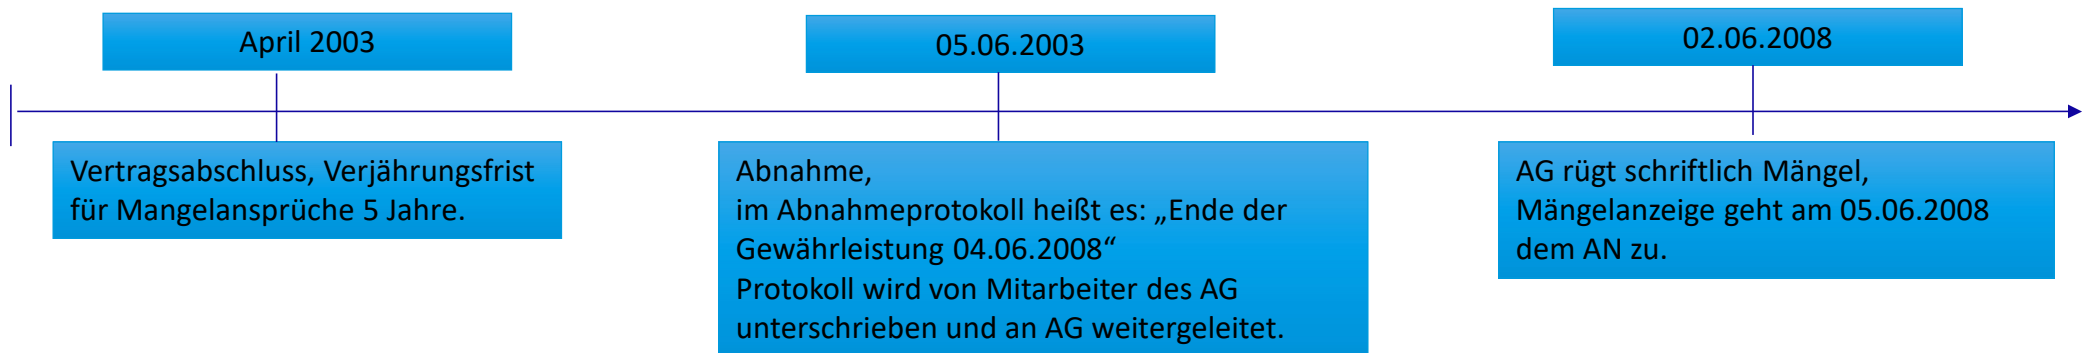 April 2003
05.06.2003
02.06.2008
Vertragsabschluss, Verjährungsfrist
für Mangelansprüche 5 Jahre.
Abnahme,
im Abnahmeprotokoll heißt es: „Ende der
Gewährleistung 04.06.2008“
Protokoll wird von Mitarbeiter des AG
unterschrieben und an AG weitergeleitet.
AG rügt schriftlich Mängel,
Mängelanzeige geht am 05.06.2008
dem AN zu.